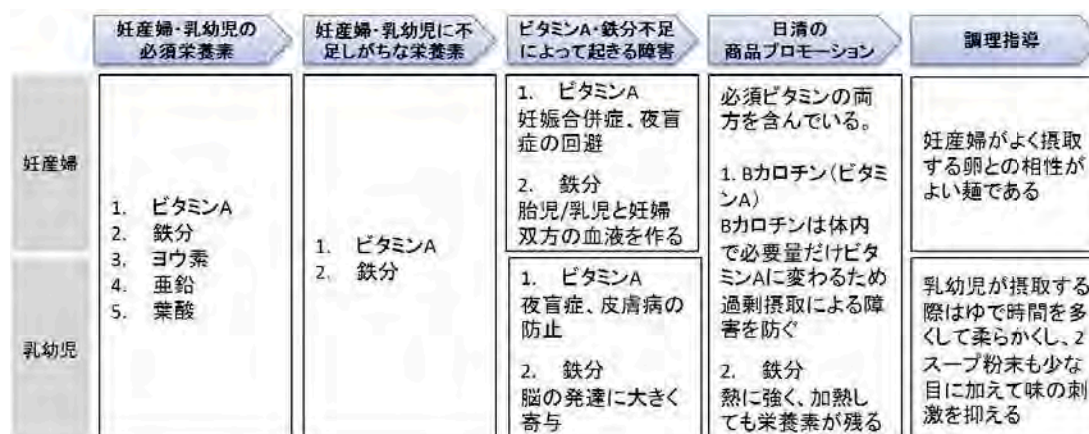 妊産婦・乳幼児の
必須栄養素
妊産婦・乳幼児に不
足しがちな栄養素
ビタミンA・鉄分不足
によって起きる障害
日清の
商品プロモーション
調理指導
妊産婦
1. ビタミンA
2. 鉄分
3. ヨウ素
4. 亜鉛
5. 葉酸
1. ビタミンA
2. 鉄分
1. ビタミンA
妊娠合併症、夜盲
症の回避
2. 鉄分
胎児/乳児と妊婦
双方の血液を作る
必須ビタミンの両
方を含んでいる。
1. Bカロチン(ビタミ
ンA)
Bカロチンは体内
で必要量だけビタ
ミンAに変わるため
過剰摂取による障
害を防ぐ
2. 鉄分
熱に強く、加熱し
ても栄養素が残る
妊産婦がよく摂取
する卵との相性が
よい麺である
乳幼児
1. ビタミンA
夜盲症、皮膚病の
防止
2. 鉄分
脳の発達に大きく
寄与
乳幼児が摂取する
際はゆで時間を多
くして柔らかくし、2
スープ粉末も少な
目に加えて味の刺
激を抑える